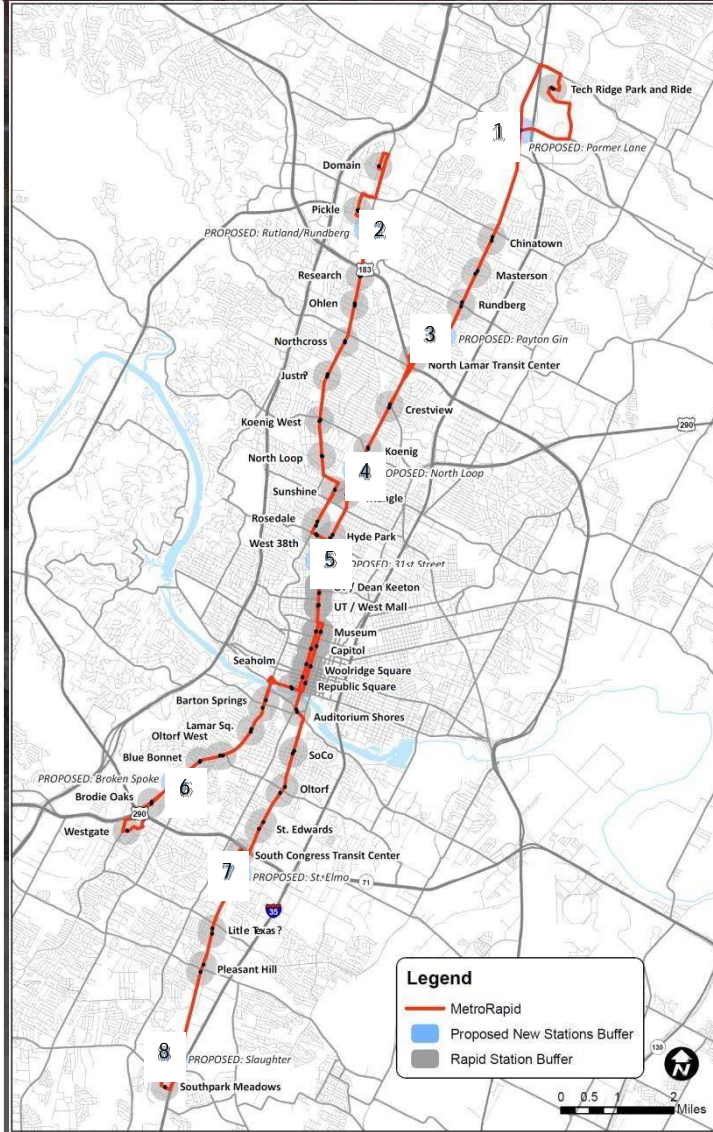 Tech Ridge Park and Ride
1
PROPOSED: Parmer Lane
Domain
Pickle
PROPOSED: Rutland/Rundberg
2
Chinatown
Research
183
Masterson
Ohlen
Rundberg
3
PROPOSED: Payton Gin
Northcross
North Lamar Transit Center
Justn?
Crestview
Koenig West
290
Koenig
North Loop
4
OPOSED: North Loop
Sunshine
Rosedale
West 38th
Hyde Park
5
31st Street
/ Dean Keeton
UT / West Mall
Museum
Capitol
Seaholm
Woolridge Square
Republic Square
Barton Springs
Auditorium Shores
Lamar Sq.
Oltorf West
SoCo
Blue Bonnet
PROPOSED: Broken Spoke
6
Oltorf
Brodie Oaks
290
Westgate
St. Edwards
South Congress Transit Center
7
PROPOSED: St. Elmo
71
35
Litle Texas ?
Pleasant Hill
8
PROPOSED: Slaughter
Southpark Meadows
Legend
MetroRapid
Proposed New Stations Buffer
Rapid Station Buffer
130
N
0 0.5 1 2
Miles